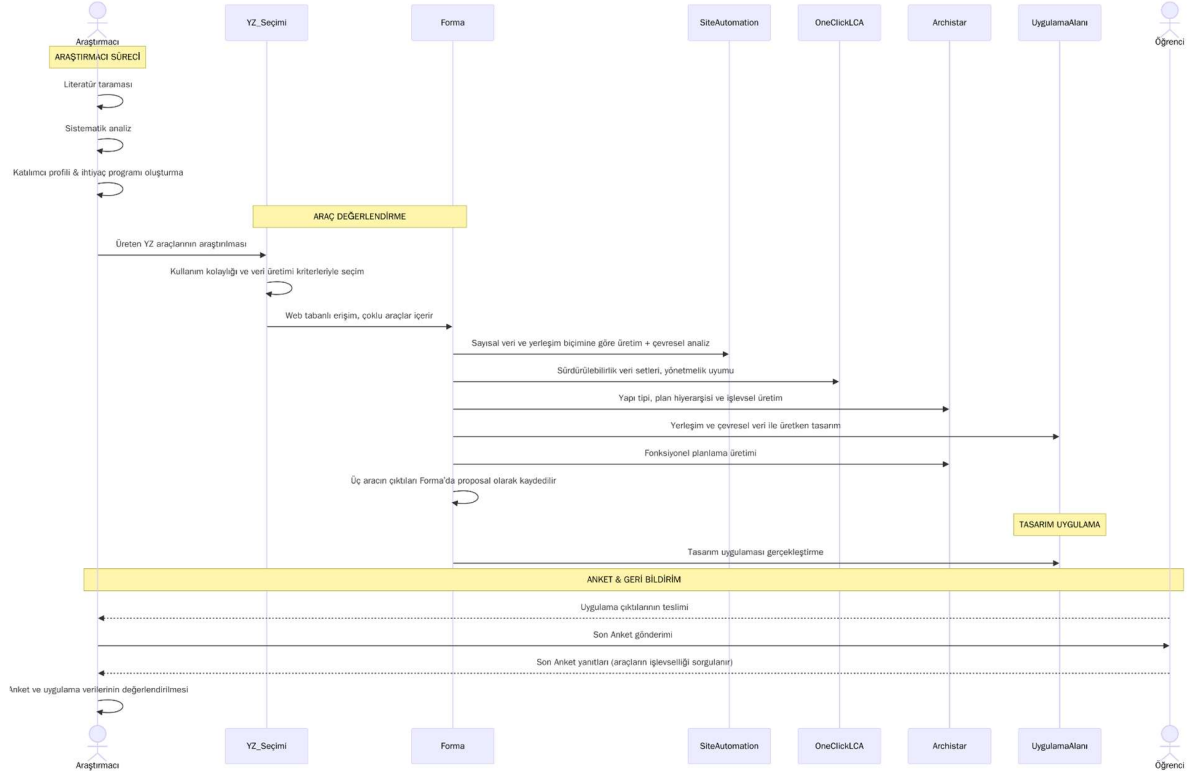 YZ_Seçimi
Forma
SiteAutomation
OneClickLCA
Archistar
UygulamaAlanı
Araştırmacı
Öğrenci
ARAŞTIRMACI SÜRECİ
Literatür taraması
Sistematik analiz
Katılımcı profili & ihtiyaç programı oluşturma
ARAÇ DEĞERLENDİRME
Üreten YZ araçlarının araştırılması
Kullanım kolaylığı ve veri üretimi kriterleriyle seçim
Web tabanlı erişim, çoklu araçlar içerir
Sayısal veri ve yerleşim biçimine göre üretim + çevresel analiz
Sürdürülebilirlik veri setleri, yönetmelik uyumu
Yapı tipi, plan hiyerarşisi ve işlevsel üretim
Yerleşim ve çevresel veri ile üretken tasarım
Fonksiyonel planlama üretimi
Üç aracın çıktıları Forma'da proposal olarak kaydedilir
TASARIM UYGULAMA
Tasarım uygulaması gerçekleştirme
ANKET & GERİ BİLDİRİM
Uygulama çıktılarının teslimi
Son Anket gönderimi
Son Anket yanıtları (araçların işlevselliği sorgulanır)
Anket ve uygulama verilerinin değerlendirilmesi
YZ_Seçimi
Forma
SiteAutomation
OneClickLCA
Archistar
UygulamaAlanı
Araştırmacı
Öğrenci